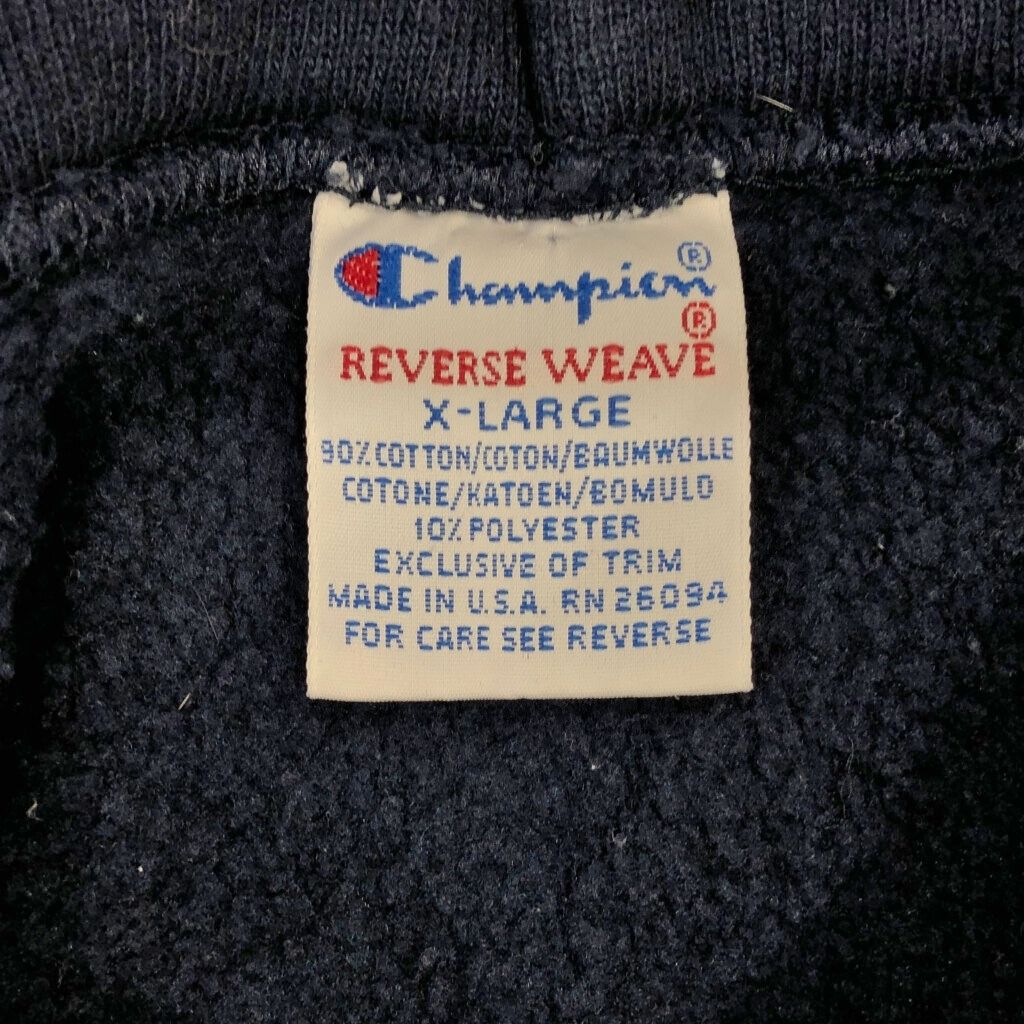 Champion®
®
REVERSE WEAVE
X-LARGE
90% COTTON/COTON/BAUMWOLLE
COTONE/KATOEN/BOMULD
10% POLYESTER
EXCLUSIVE OF TRIM
MADE IN U.S.A. RN 26094
FOR CARE SEE REVERSE